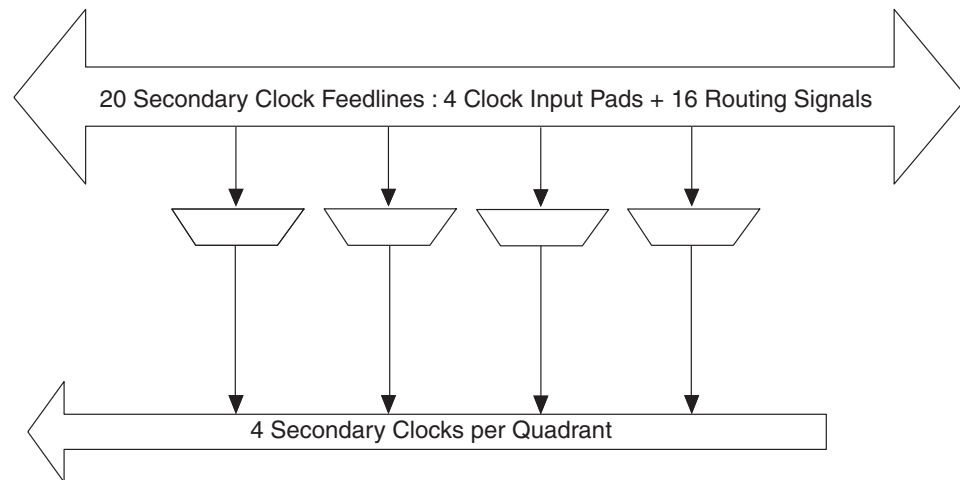 20 Secondary Clock Feedlines : 4 Clock Input Pads + 16 Routing Signals
4 Secondary Clocks per Quadrant